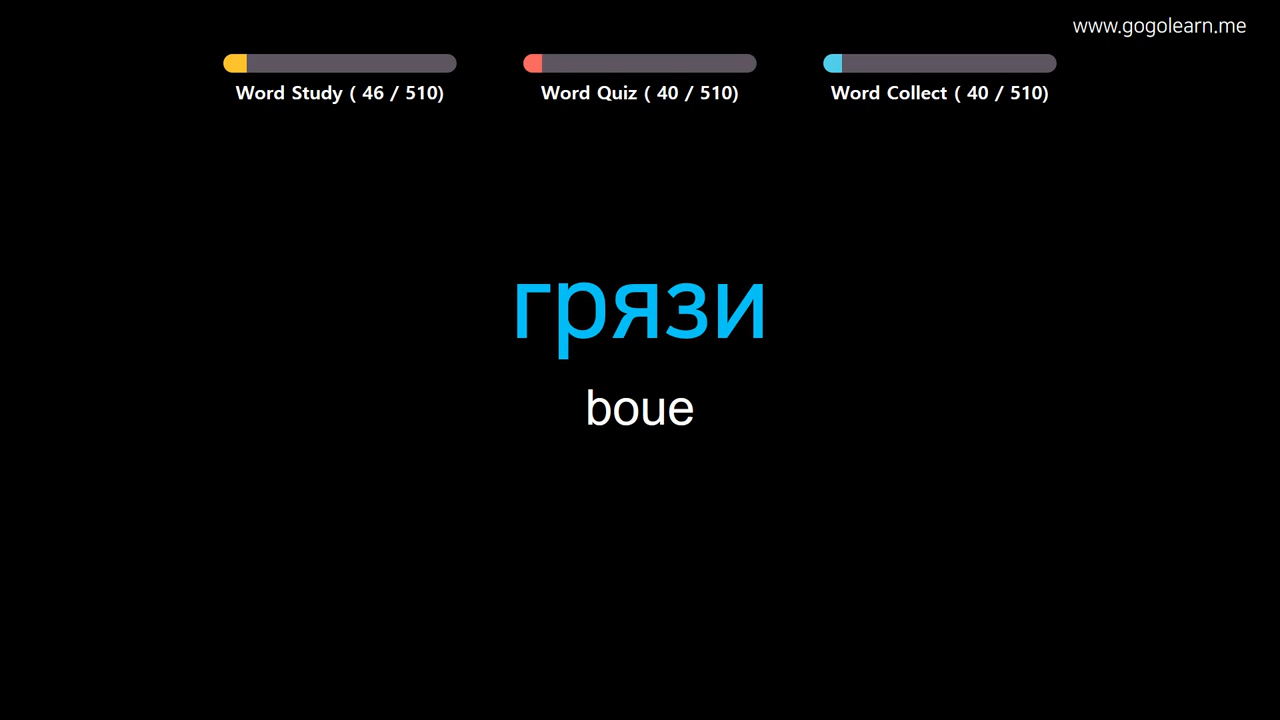 www.gogolearn.me
Word Study ( 46 / 510)
Word Quiz ( 40 / 510)
Word Collect ( 40 / 510)
грязи
boue